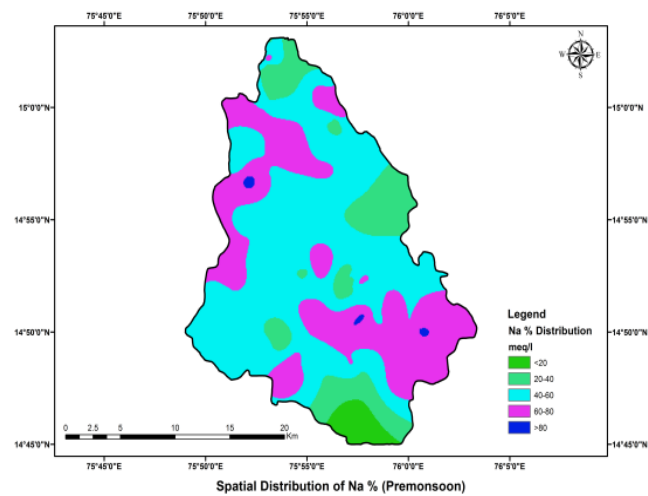 75°45'0"E 75°50'0"E 75°55'0"E 76°0'0"E 76°5'0"E
N
W E
S
15°0'0"N 15°0'0"N
14°55'0"N 14°55'0"N
14°50'0"N 14°50'0"N
14°45'0"N 14°45'0"N
Legend
Na % Distribution
meq/l
<20
20-40
40-60
60-80
>80
0 2.5 5 10 15 20
Km
75°45'0"E 75°50'0"E 75°55'0"E 76°0'0"E 76°5'0"E
Spatial Distribution of Na % (Premonsoon)